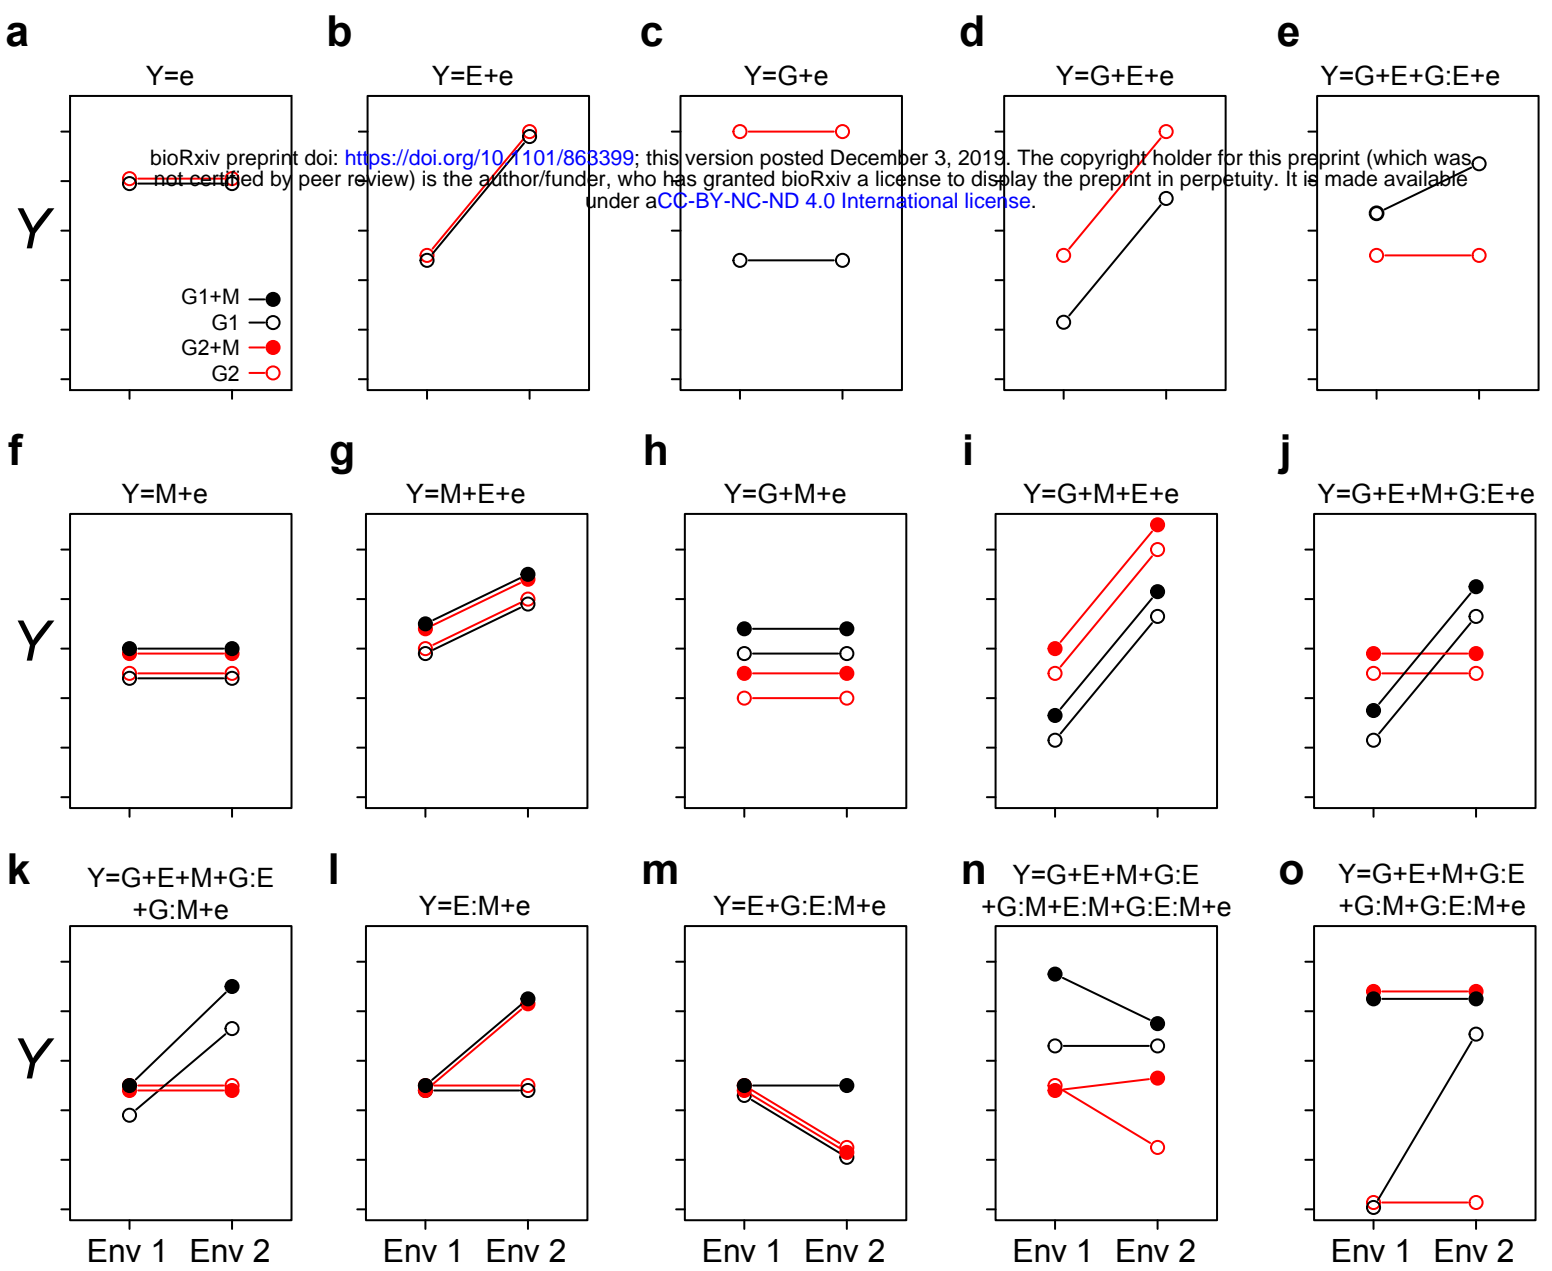 a b c d e
Y=e Y=E+e Y=G+e Y=G+E+e Y=G+E+G:E+e
bioRxiv preprint doi: https://doi.org/10.1101/863399; this version posted December 3, 2019. The copyright holder for this preprint (which was
not certified by peer review) is the author/funder, who has granted bioRxiv a license to display the preprint in perpetuity. It is made available
under aCC-BY-NC-ND 4.0 International license.
Y
G1+M
G1
G2+M
G2
f g h i j
Y=M+e Y=M+E+e Y=G+M+e Y=G+M+E+e Y=G+E+M+G:E+e
Y
k l m n o
Y=G+E+M+G:E
+G:M+e
Y=E:M+e
Y=E+G:E:M+e
Y=G+E+M+G:E
+G:M+E:M+G:E:M+e
Y=G+E+M+G:E
+G:M+G:E:M+e
Y
Env 1 Env 2 Env 1 Env 2 Env 1 Env 2 Env 1 Env 2 Env 1 Env 2